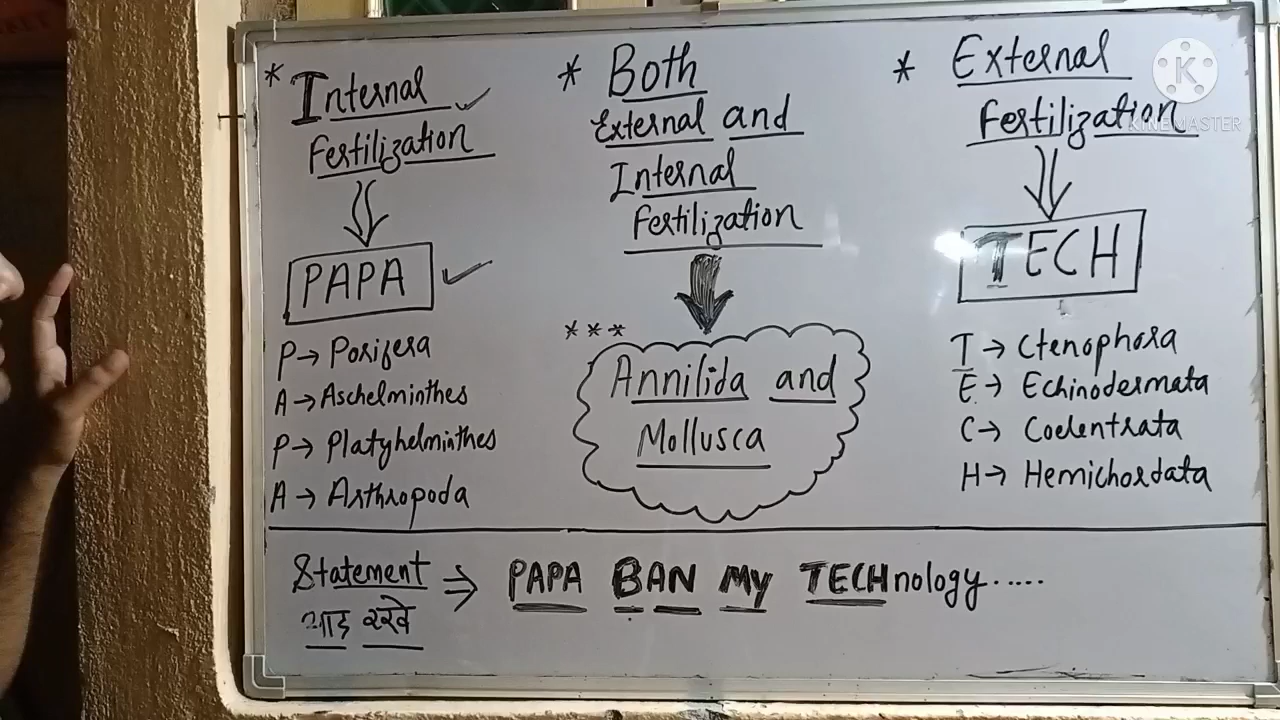 * Internal
Fertilization
PAPA
P→ Porifera
A→ Aschelminthes
P→ Platyhelminthes
A→ Arthropoda
* Both
External and
Internal
Fertilization
***
Annilida and
Mollusca
* External
Fertilization
TECH
T→ Ctenophora
E→ Echinodermata
C→ Coelentrata
H→ Hemichordata
Statement ⇒ PAPA BAN My TECHnology.....
याद रखे
K
KINEMASTER